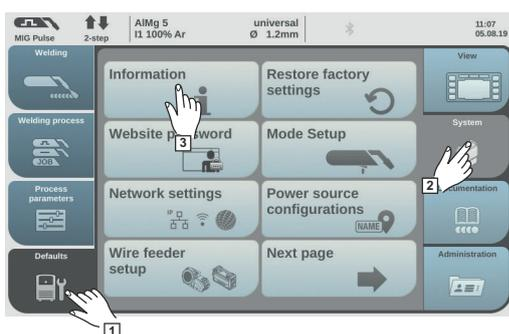 MIG Pulse
2-step
AlMg 5
I1 100% Ar
universal
Ø 1.2mm
11:07
05.08.19
Welding
Welding process
JOB
Process
parameters
Defaults
Information
Restore factory
settings
Website
Mode Setup
Network settings
IP
Power source
configurations
NAME
Wire feeder
setup
Next page
View
System
Administration
1
2
3